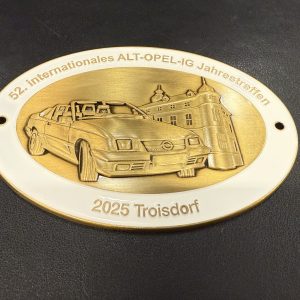 52. internationales ALT-OPEL-IG Jahrestreffen
2025 Troisdorf